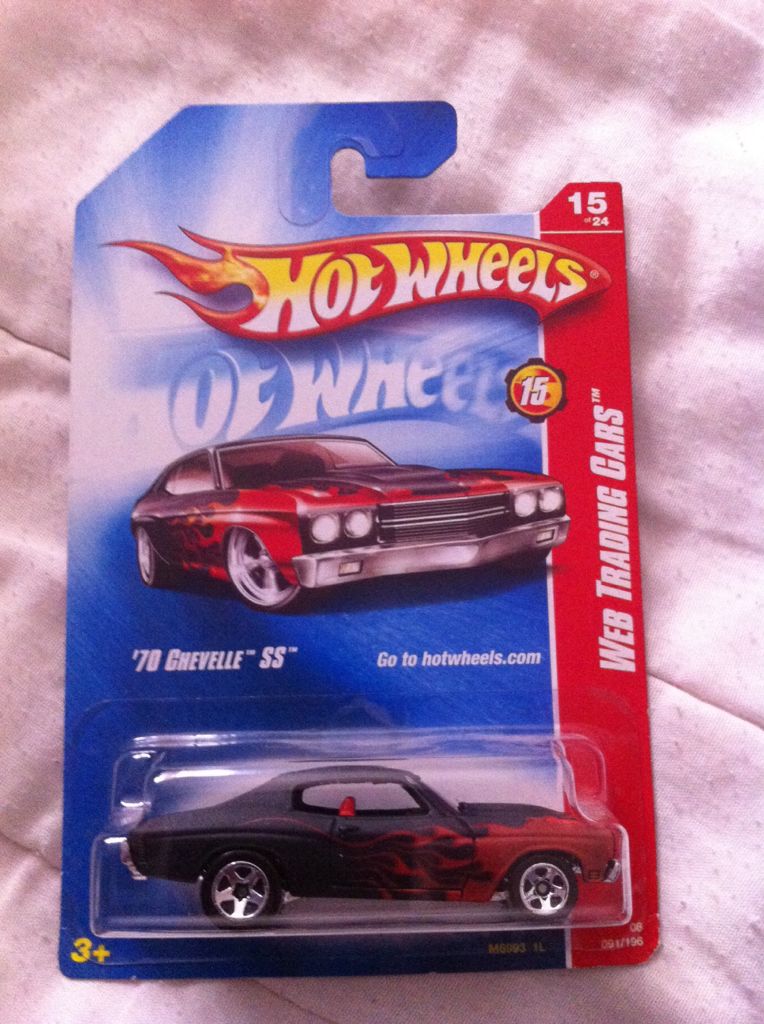 15
of 24
HOT WHEELS®
HOT WHEELS
15
WEB TRADING CARS™
'70 CHEVELLE™ SS™
Go to hotwheels.com
3+
M6993 1L
08
091/196